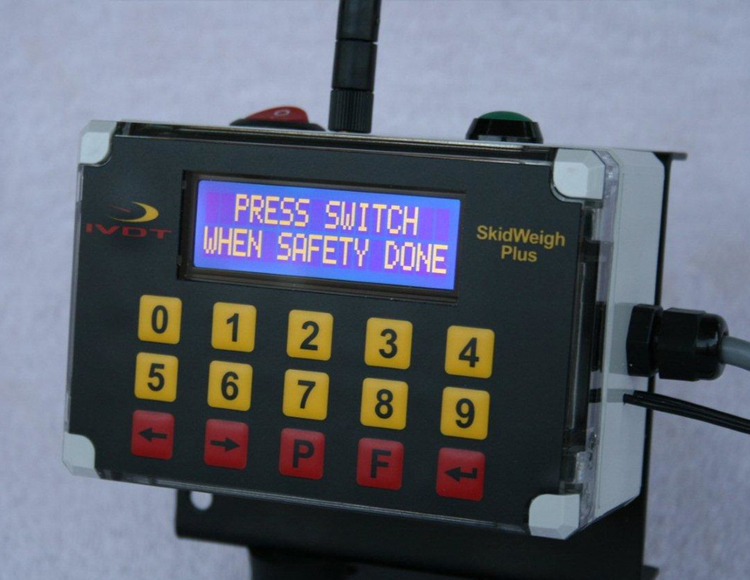 PRESS SWITCH
WHEN SAFETY DONE
IVDT
SkidWeigh
Plus
0 1 2 3 4
5 6 7 8 9
← → P F ↵